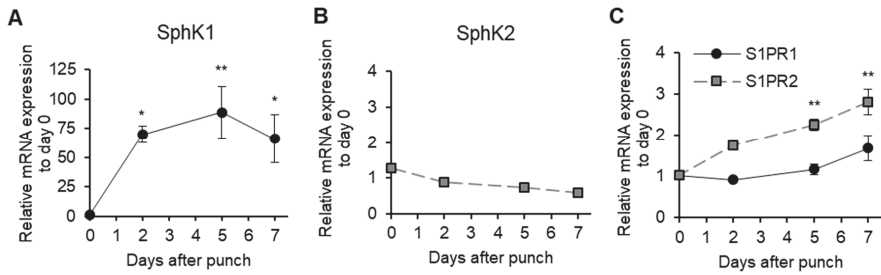 A
SphK1
Relative mRNA expression
to day 0
125
100
75
50
25
0
*
**
*
0 1 2 3 4 5 6 7
Days after punch
B
SphK2
Relative mRNA expression
to day 0
4
3
2
1
0
0 1 2 3 4 5 6 7
Days after punch
C
S1PR1
S1PR2
Relative mRNA expression
to day 0
4
3
2
1
0
**
**
0 1 2 3 4 5 6 7
Days after punch